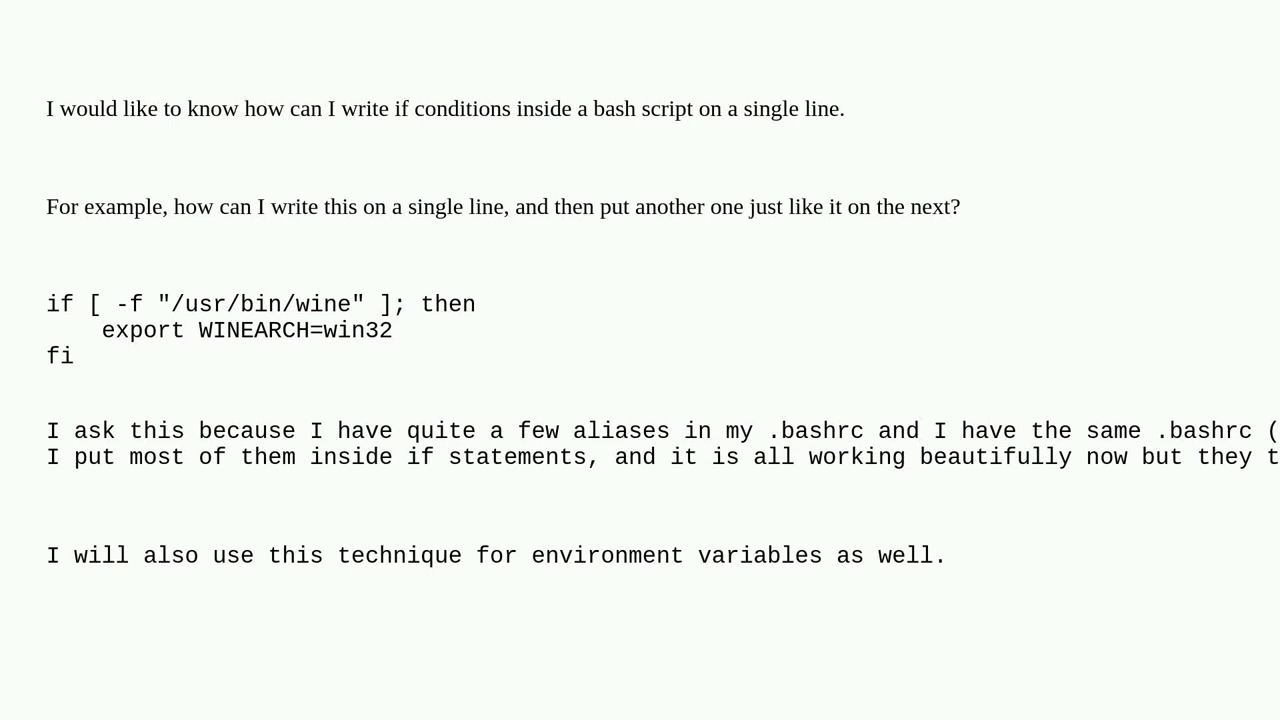 I would like to know how can I write if conditions inside a bash script on a single line.
For example, how can I write this on a single line, and then put another one just like it on the next?
if [ -f "/usr/bin/wine" ]; then
    export WINEARCH=win32
fi
I ask this because I have quite a few aliases in my .bashrc and I have the same .bashrc (
I put most of them inside if statements, and it is all working beautifully now but they
I will also use this technique for environment variables as well.